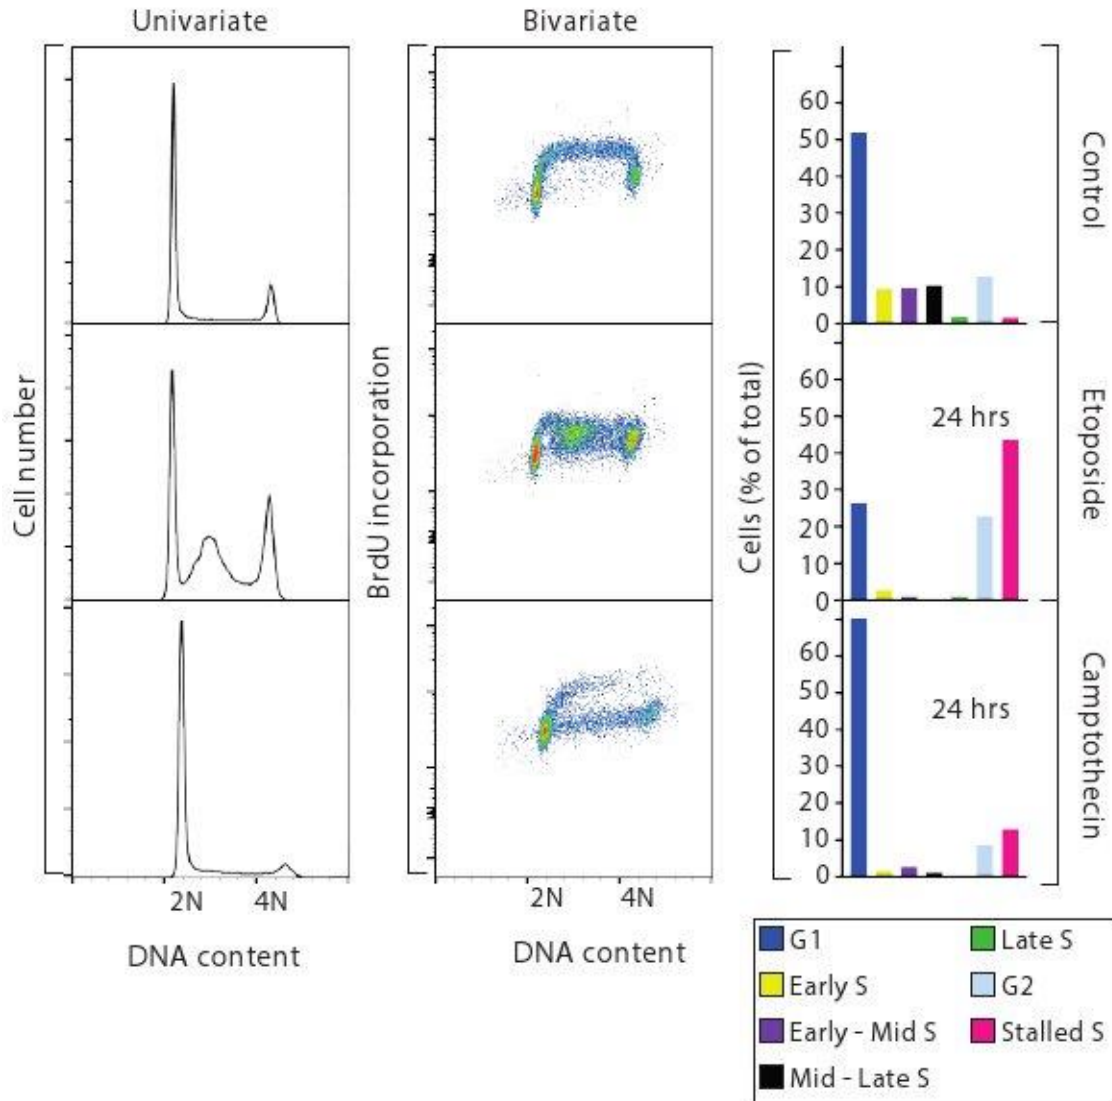 Univariate
Bivariate
Cell number
BrdU incorporation
Cells (% of total)
60
50
40
30
20
10
0
Control
60
50
40
30
20
10
0
24 hrs
Etoposide
60
50
40
30
20
10
0
24 hrs
Camptothecin
2N 4N
DNA content
2N 4N
DNA content
G1
Early S
Early - Mid S
Mid - Late S
Late S
G2
Stalled S